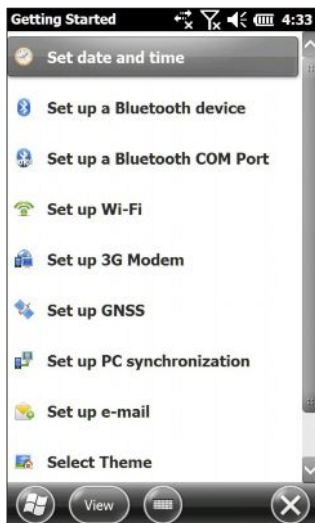 Getting Started 4:33
Set date and time
Set up a Bluetooth device
Set up a Bluetooth COM Port
Set up Wi-Fi
Set up 3G Modem
Set up GNSS
Set up PC synchronization
Set up e-mail
Select Theme
View